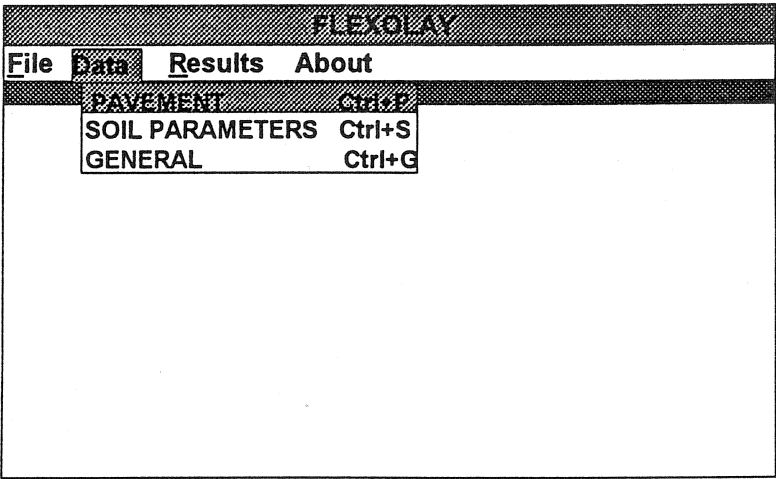 FLEXOLAY
File Data Results About
PAVEMENT Ctrl+P
SOIL PARAMETERS Ctrl+S
GENERAL Ctrl+G